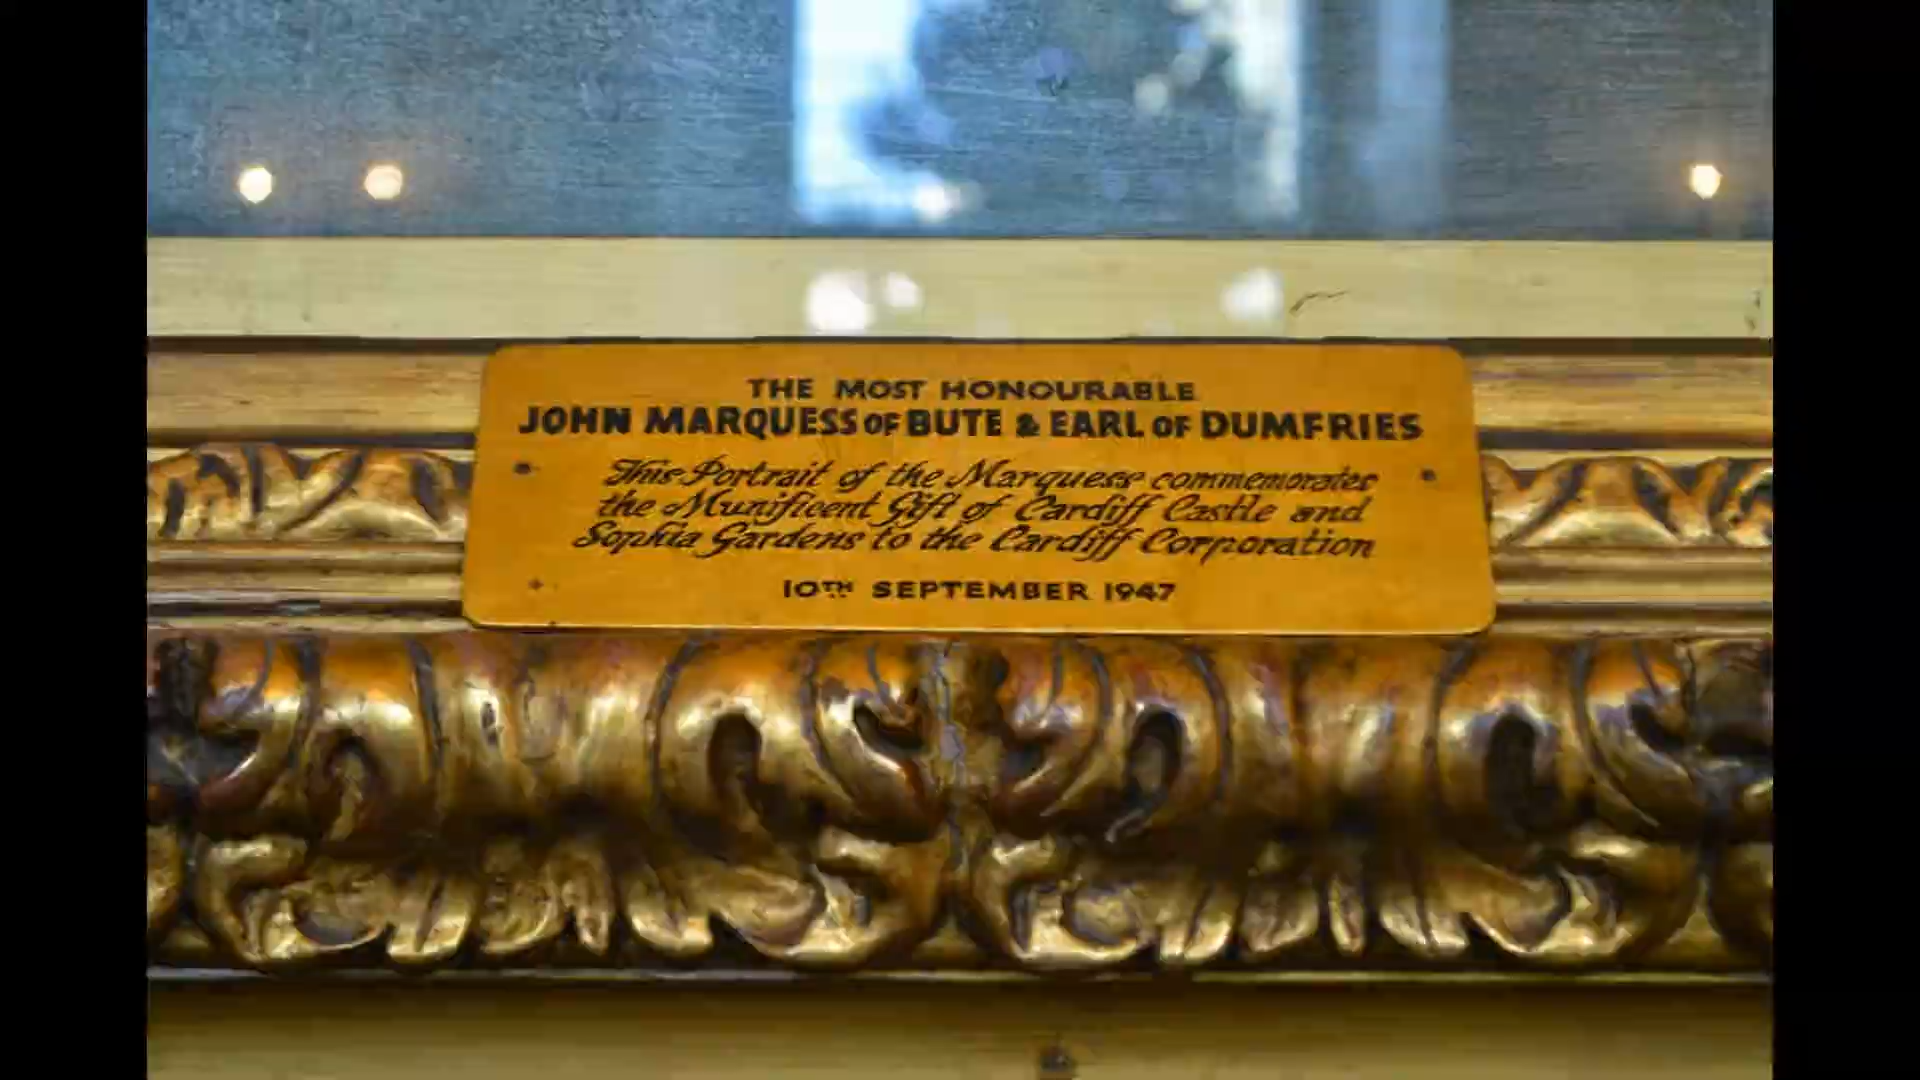 THE MOST HONOURABLE
JOHN MARQUESS OF BUTE & EARL OF DUMFRIES
This Portrait of the Marquess commemorates
the Munificent Gift of Cardiff Castle and
Sophia Gardens to the Cardiff Corporation
10TH SEPTEMBER 1947